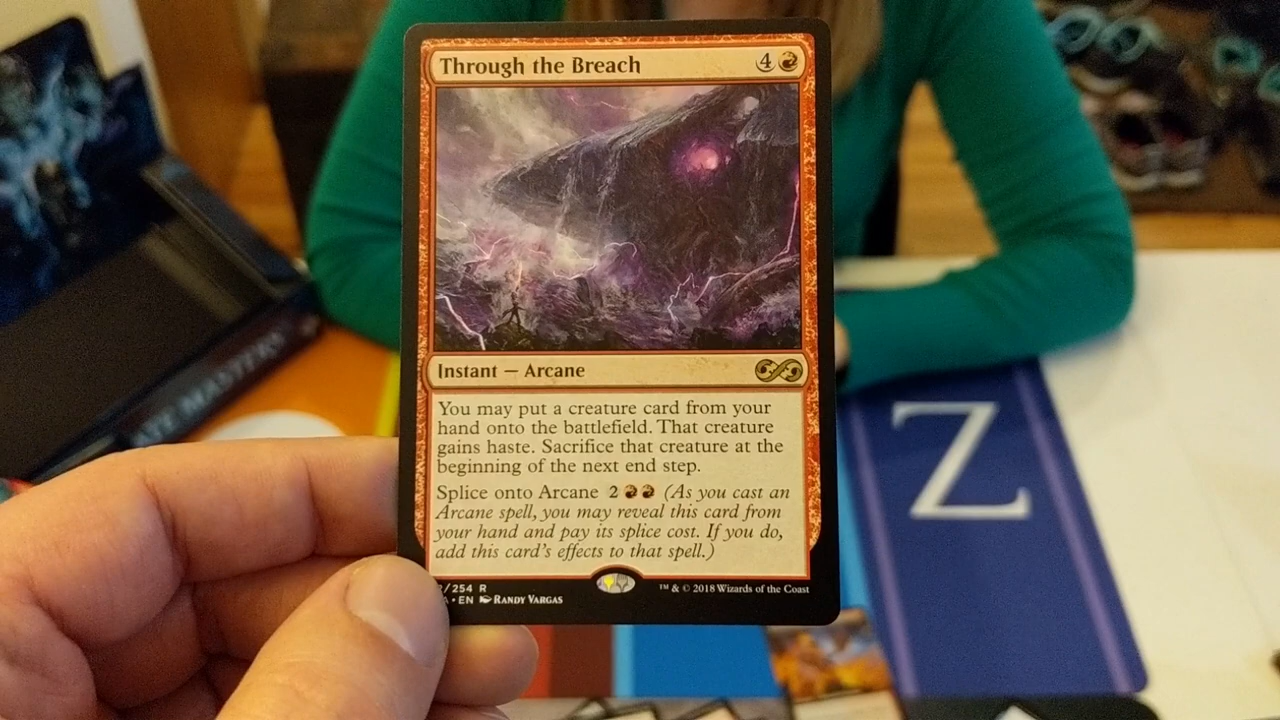 Through the Breach 4
Instant — Arcane
You may put a creature card from your
hand onto the battlefield. That creature
gains haste. Sacrifice that creature at the
beginning of the next end step.
Splice onto Arcane 2 (As you cast an
Arcane spell, you may reveal this card from
your hand and pay its splice cost. If you do,
add this card's effects to that spell.)
/254 R
• EN RANDY VARGAS
™ & © 2018 Wizards of the Coast
MASTERS
Z